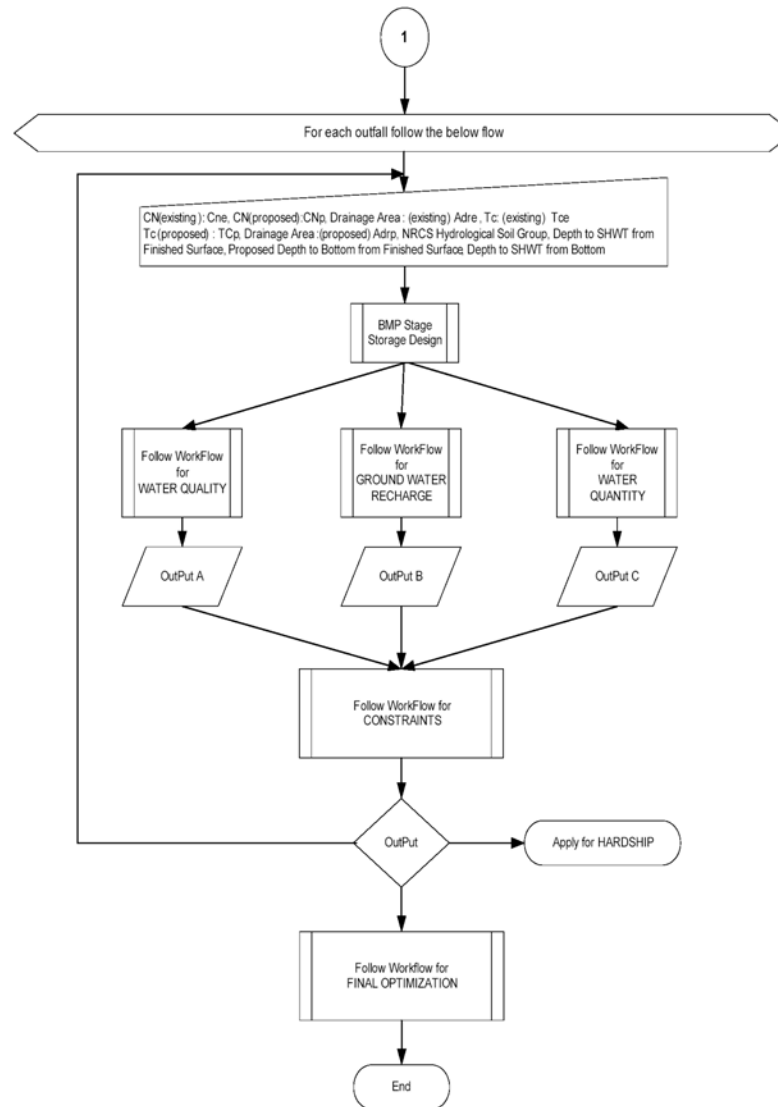 1
For each outfall follow the below flow
CN(existing): Cne, CN(proposed):CNp, Drainage Area: (existing) Adre, Tc: (existing) Tce
Tc (proposed) : TCp, Drainage Area:(proposed) Adrp, NRCS Hydrological Soil Group, Depth to SHWT from
Finished Surface, Proposed Depth to Bottom from Finished Surface, Depth to SHWT from Bottom
BMP Stage
Storage Design
Follow WorkFlow
for
WATER QUALITY
Follow WorkFlow
for
GROUND WATER
RECHARGE
Follow WorkFlow
for
WATER
QUANTITY
OutPut A
OutPut B
OutPut C
Follow WorkFlow for
CONSTRAINTS
OutPut
Apply for HARDSHIP
Follow Workflow for
FINAL OPTIMIZATION
End